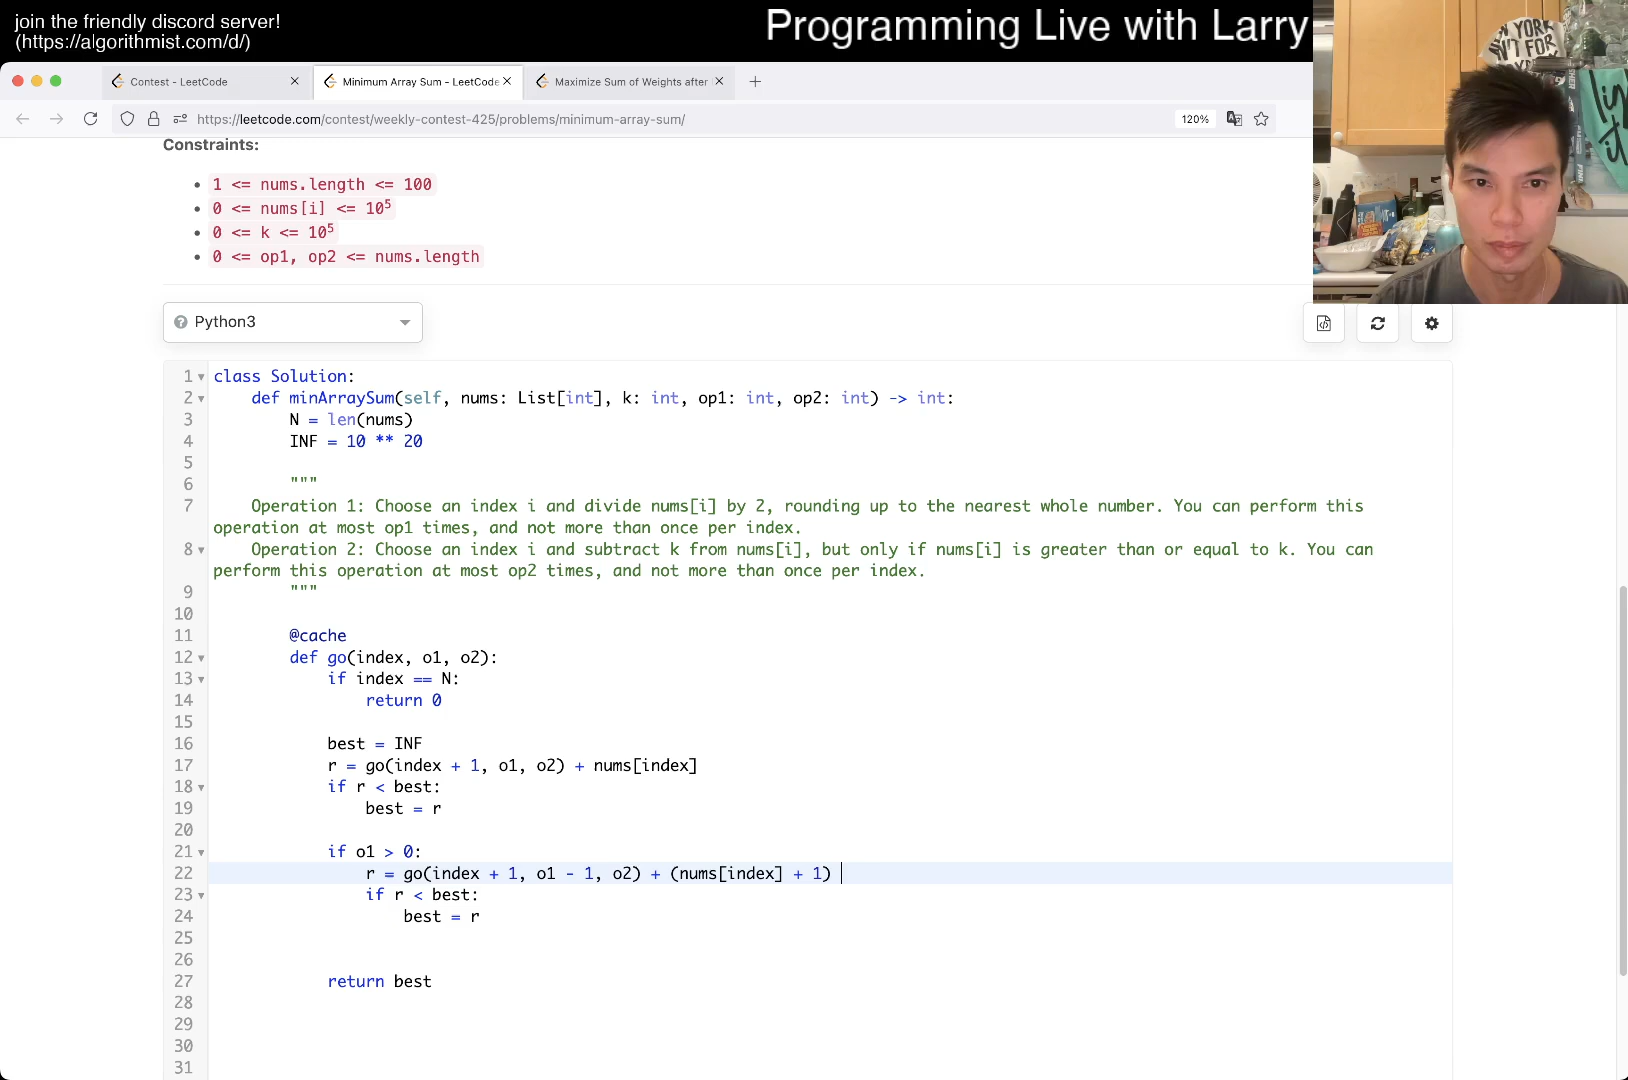 join the friendly discord server!
(https://algorithmist.com/d/)
Programming Live with Larry
Contest - LeetCode
Minimum Array Sum - LeetCode
Maximize Sum of Weights after
https://leetcode.com/contest/weekly-contest-425/problems/minimum-array-sum/
120%
Constraints:
• 1 <= nums.length <= 100
• 0 <= nums[i] <= 10⁵
• 0 <= k <= 10⁵
• 0 <= op1, op2 <= nums.length
Python3
1 class Solution:
2     def minArraySum(self, nums: List[int], k: int, op1: int, op2: int) -> int:
3         N = len(nums)
4         INF = 10 ** 20
5
6         """
7     Operation 1: Choose an index i and divide nums[i] by 2, rounding up to the nearest whole number. You can perform this
operation at most op1 times, and not more than once per index.
8     Operation 2: Choose an index i and subtract k from nums[i], but only if nums[i] is greater than or equal to k. You can
perform this operation at most op2 times, and not more than once per index.
9         """
10
11         @cache
12         def go(index, o1, o2):
13             if index == N:
14                 return 0
15
16             best = INF
17             r = go(index + 1, o1, o2) + nums[index]
18             if r < best:
19                 best = r
20
21             if o1 > 0:
22                 r = go(index + 1, o1 - 1, o2) + (nums[index] + 1)
23                 if r < best:
24                     best = r
25
26
27             return best
28
29
30
31